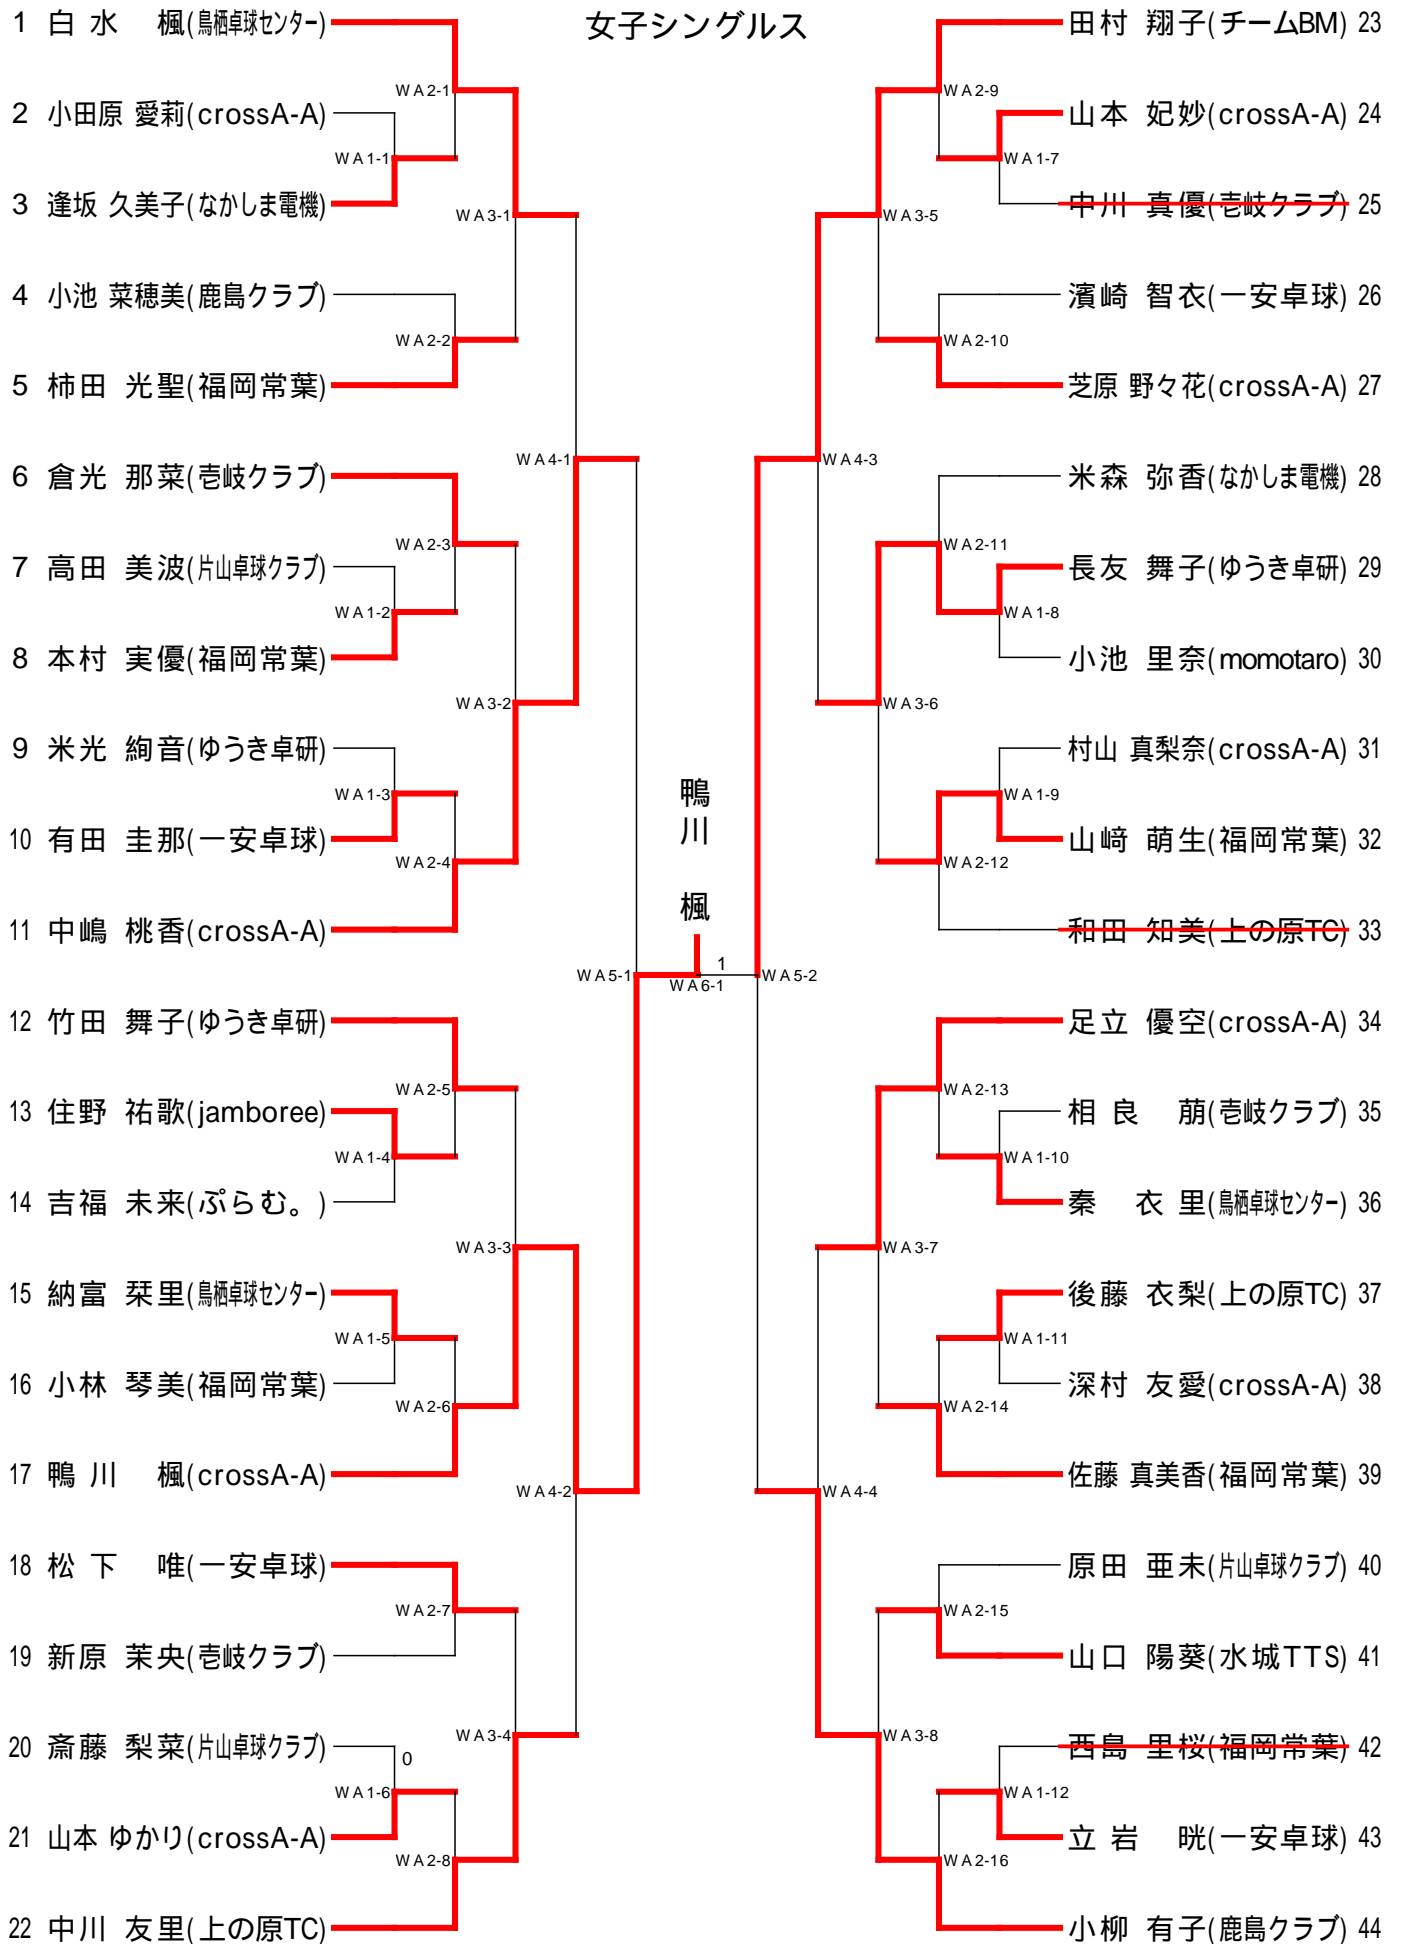 女子シングルス
1 白水 楓(鳥栖卓球センター)
WA2-1
2 小田原 愛莉(crossA-A)
WA1-1
3 逢坂 久美子(なかしま電機)
WA3-1
4 小池 菜穂美(鹿島クラブ)
WA2-2
5 柿田 光聖(福岡常葉)
WA4-1
6 倉光 那菜(壱岐クラブ)
WA2-3
7 高田 美波(片山卓球クラブ)
WA1-2
8 本村 実優(福岡常葉)
WA3-2
9 米光 絢音(ゆうき卓研)
WA1-3
10 有田 圭那(一安卓球)
WA2-4
11 中嶋 桃香(crossA-A)
WA5-1
12 竹田 舞子(ゆうき卓研)
WA2-5
13 住野 祐歌(jamboree)
WA1-4
14 吉福 未来(ぷらむ。)
WA3-3
15 納富 栞里(鳥栖卓球センター)
WA1-5
16 小林 琴美(福岡常葉)
WA2-6
17 鴨川 楓(crossA-A)
WA4-2
18 松下 唯(一安卓球)
WA2-7
19 新原 茉央(壱岐クラブ)
WA3-4
20 斎藤 梨菜(片山卓球クラブ)
0
WA1-6
21 山本 ゆかり(crossA-A)
WA2-8
22 中川 友里(上の原TC)
鴨川 楓
1
WA6-1
田村 翔子(チームBM) 23
WA2-9
山本 妃妙(crossA-A) 24
WA1-7
中川 真優(壱岐クラブ) 25
WA3-5
濱崎 智衣(一安卓球) 26
WA2-10
芝原 野々花(crossA-A) 27
WA4-3
米森 弥香(なかしま電機) 28
WA2-11
長友 舞子(ゆうき卓研) 29
WA1-8
小池 里奈(momotaro) 30
WA3-6
村山 真梨奈(crossA-A) 31
WA1-9
山﨑 萌生(福岡常葉) 32
WA2-12
和田 知美(上の原TC) 33
WA5-2
足立 優空(crossA-A) 34
WA2-13
相良 萠(壱岐クラブ) 35
WA1-10
秦 衣里(鳥栖卓球センター) 36
WA3-7
後藤 衣梨(上の原TC) 37
WA1-11
深村 友愛(crossA-A) 38
WA2-14
佐藤 真美香(福岡常葉) 39
WA4-4
原田 亜未(片山卓球クラブ) 40
WA2-15
山口 陽葵(水城TTS) 41
WA3-8
西島 里桜(福岡常葉) 42
WA1-12
立岩 晄(一安卓球) 43
WA2-16
小柳 有子(鹿島クラブ) 44